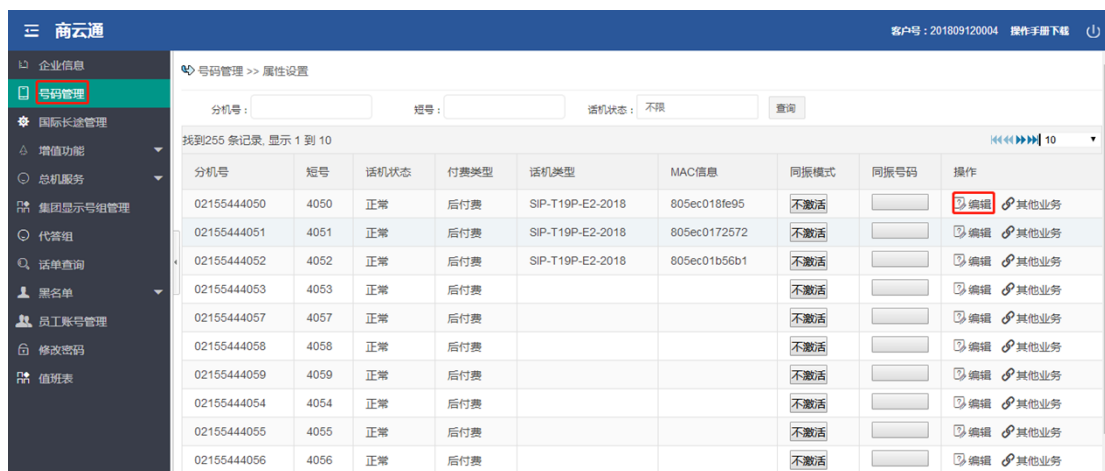 商云通 客户号：201809120004 操作手册下载
企业信息
号码管理
国际长途管理
增值功能
总机服务
集团显示号组管理
代答组
话单查询
黑名单
员工账号管理
修改密码
值班表
号码管理 >> 属性设置
分机号： 短号： 话机状态： 不限 查询
找到255 条记录, 显示 1 到 10 10
分机号 短号 话机状态 付费类型 话机类型 MAC信息 同振模式 同振号码 操作
02155444050 4050 正常 后付费 SIP-T19P-E2-2018 805ec018fe95 不激活 编辑 其他业务
02155444051 4051 正常 后付费 SIP-T19P-E2-2018 805ec0172572 不激活 编辑 其他业务
02155444052 4052 正常 后付费 SIP-T19P-E2-2018 805ec01b56b1 不激活 编辑 其他业务
02155444053 4053 正常 后付费 不激活 编辑 其他业务
02155444057 4057 正常 后付费 不激活 编辑 其他业务
02155444058 4058 正常 后付费 不激活 编辑 其他业务
02155444059 4059 正常 后付费 不激活 编辑 其他业务
02155444054 4054 正常 后付费 不激活 编辑 其他业务
02155444055 4055 正常 后付费 不激活 编辑 其他业务
02155444056 4056 正常 后付费 不激活 编辑 其他业务